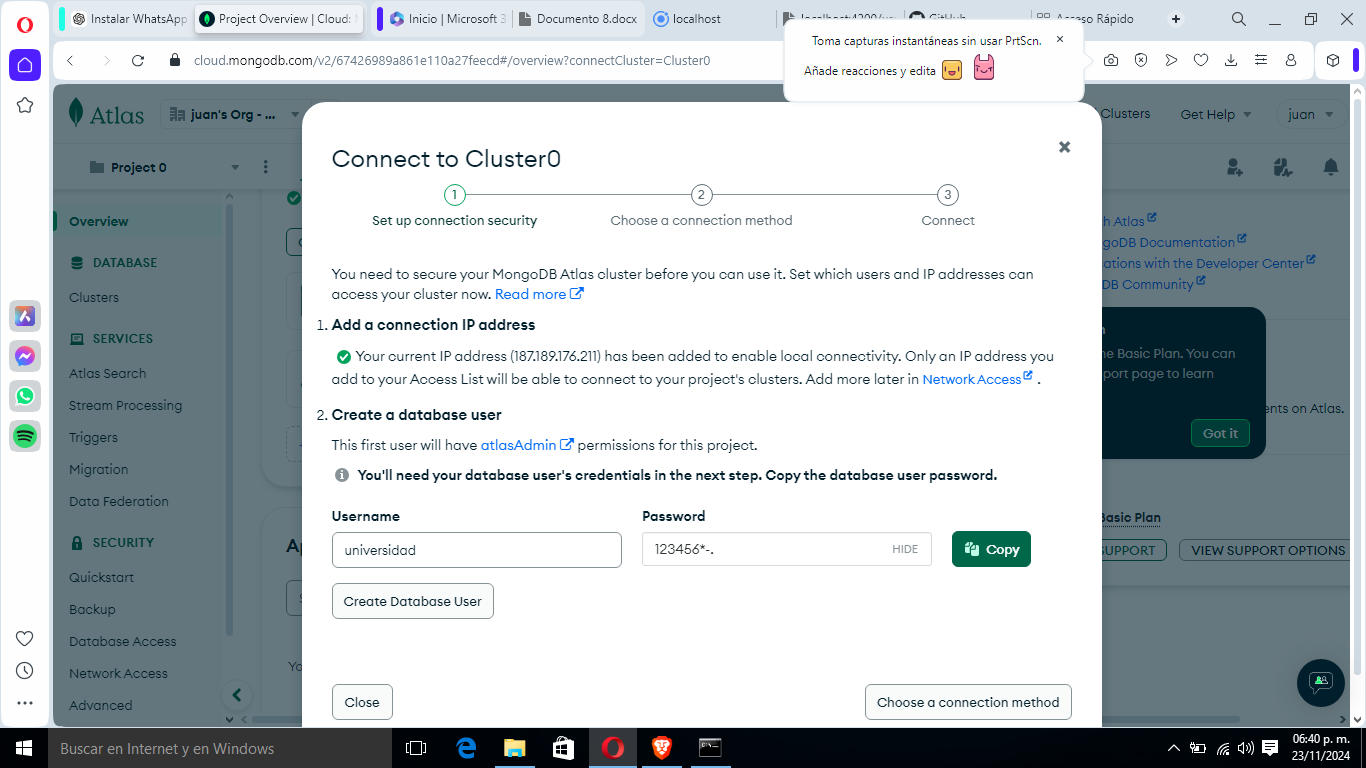 Instalar WhatsApp
Project Overview | Cloud: M
Inicio | Microsoft 3
Documento 8.docx
localhost
localhost:4200/us
GitHub
Acceso Rápido
Toma capturas instantáneas sin usar PrtScn.
Añade reacciones y edita
cloud.mongodb.com/v2/67426989a861e110a27feecd#/overview?connectCluster=Cluster0
Atlas
juan's Org - ...
Clusters
Get Help
juan
Project 0
Overview
DATABASE
Clusters
SERVICES
Atlas Search
Stream Processing
Triggers
Migration
Data Federation
SECURITY
Quickstart
Backup
Database Access
Network Access
Advanced
Connect to Cluster0
1
2
3
Set up connection security
Choose a connection method
Connect
You need to secure your MongoDB Atlas cluster before you can use it. Set which users and IP addresses can
access your cluster now. Read more
1. Add a connection IP address
Your current IP address (187.189.176.211) has been added to enable local connectivity. Only an IP address you
add to your Access List will be able to connect to your project's clusters. Add more later in Network Access .
2. Create a database user
This first user will have atlasAdmin permissions for this project.
You'll need your database user's credentials in the next step. Copy the database user password.
Username
Password
universidad
123456*-.
HIDE
Copy
Create Database User
Close
Choose a connection method
h Atlas
goDB Documentation
cations with the Developer Center
DB Community
he Basic Plan. You can
port page to learn
Got it
ents on Atlas.
Basic Plan
SUPPORT
VIEW SUPPORT OPTIONS
Buscar en Internet y en Windows
06:40 p. m.
23/11/2024